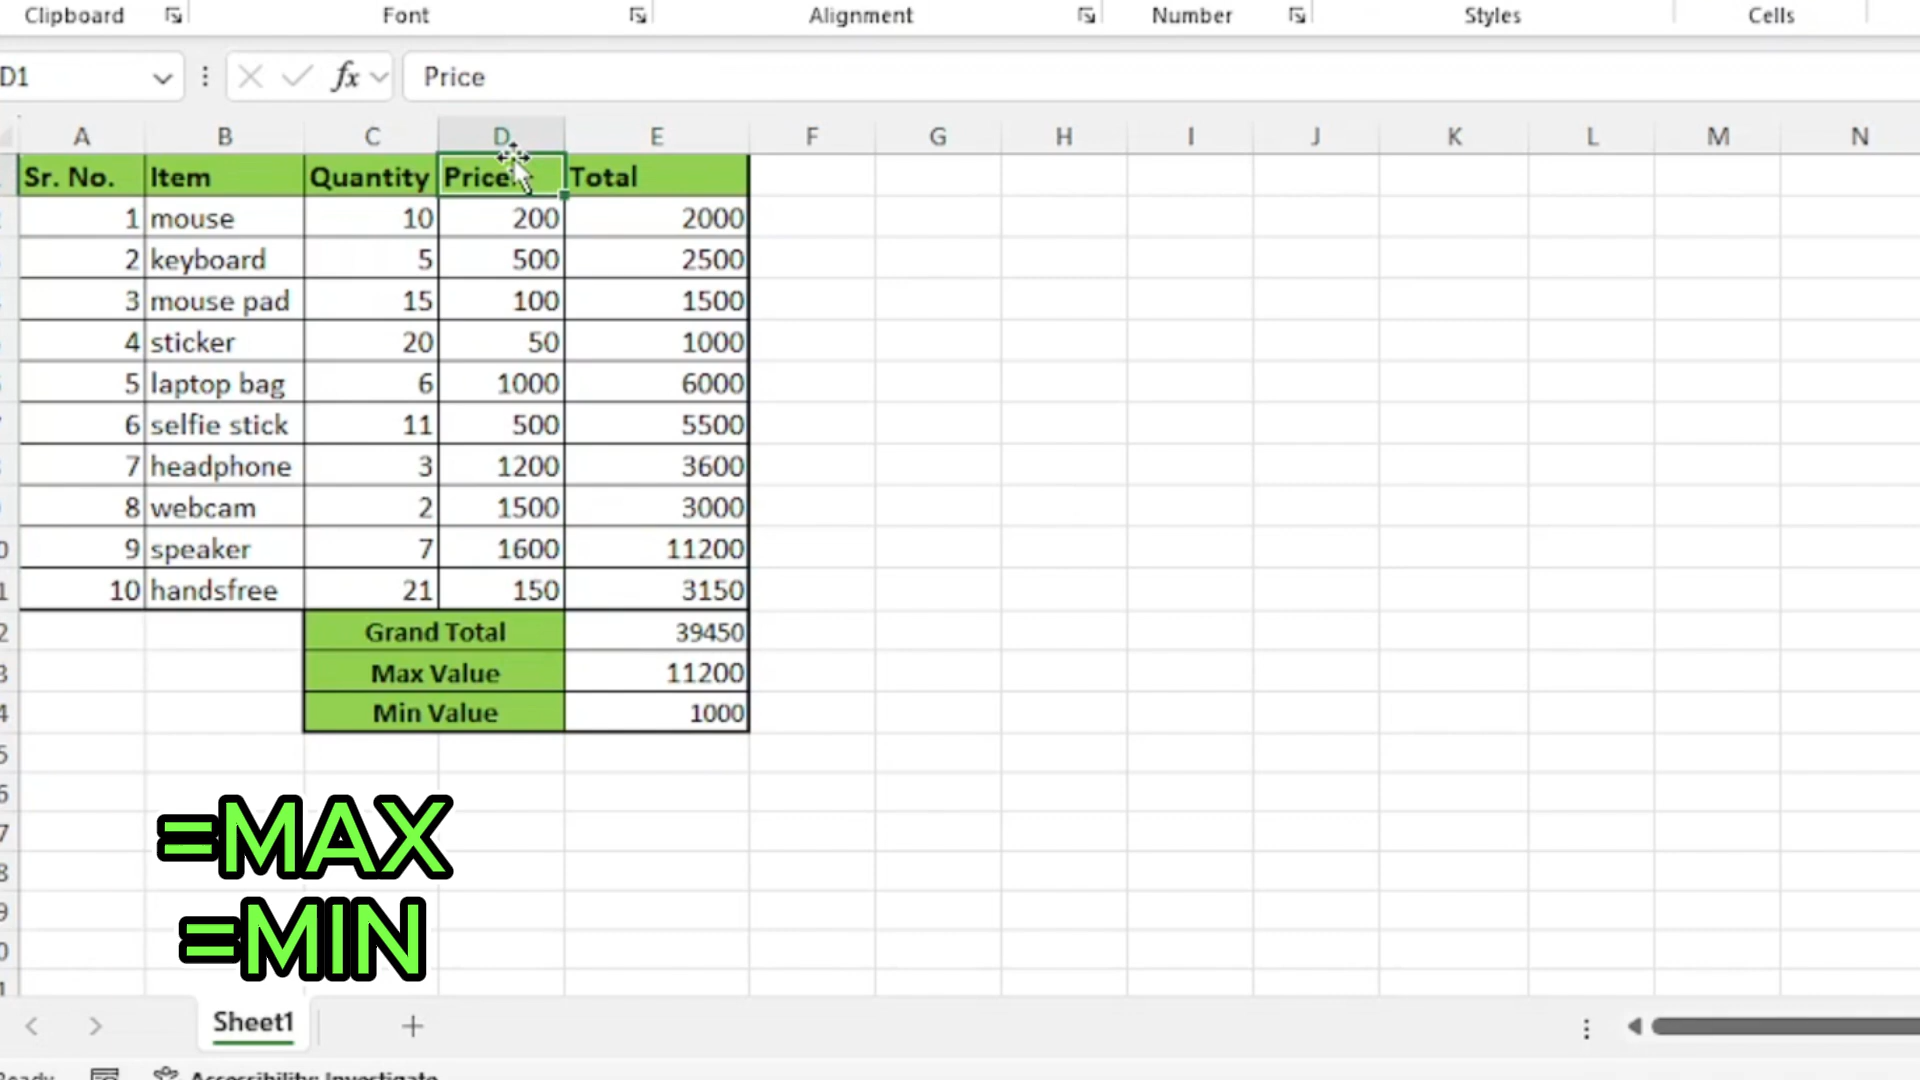 Clipboard Font Alignment Number Styles Cells
D1 fx Price
A B C D E F G H I J K L M N
Sr. No. Item Quantity Price Total
1 mouse 10 200 2000
2 keyboard 5 500 2500
3 mouse pad 15 100 1500
4 sticker 20 50 1000
5 laptop bag 6 1000 6000
6 selfie stick 11 500 5500
7 headphone 3 1200 3600
8 webcam 2 1500 3000
9 speaker 7 1600 11200
10 handsfree 21 150 3150
Grand Total 39450
Max Value 11200
Min Value 1000
=MAX
=MIN
Sheet1
Ready Accessibility: Investigate